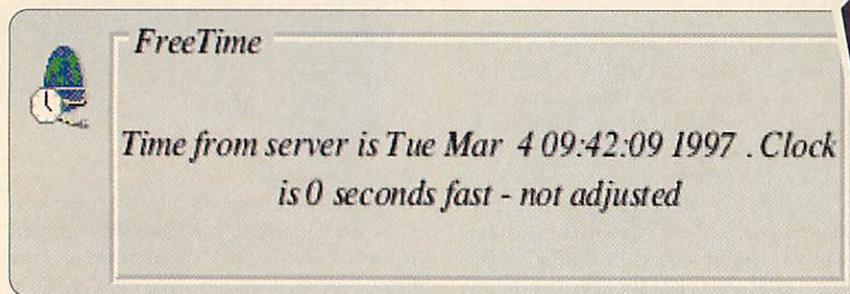 FreeTime
Time from server is Tue Mar  4 09:42:09 1997 . Clock
is 0 seconds fast - not adjusted